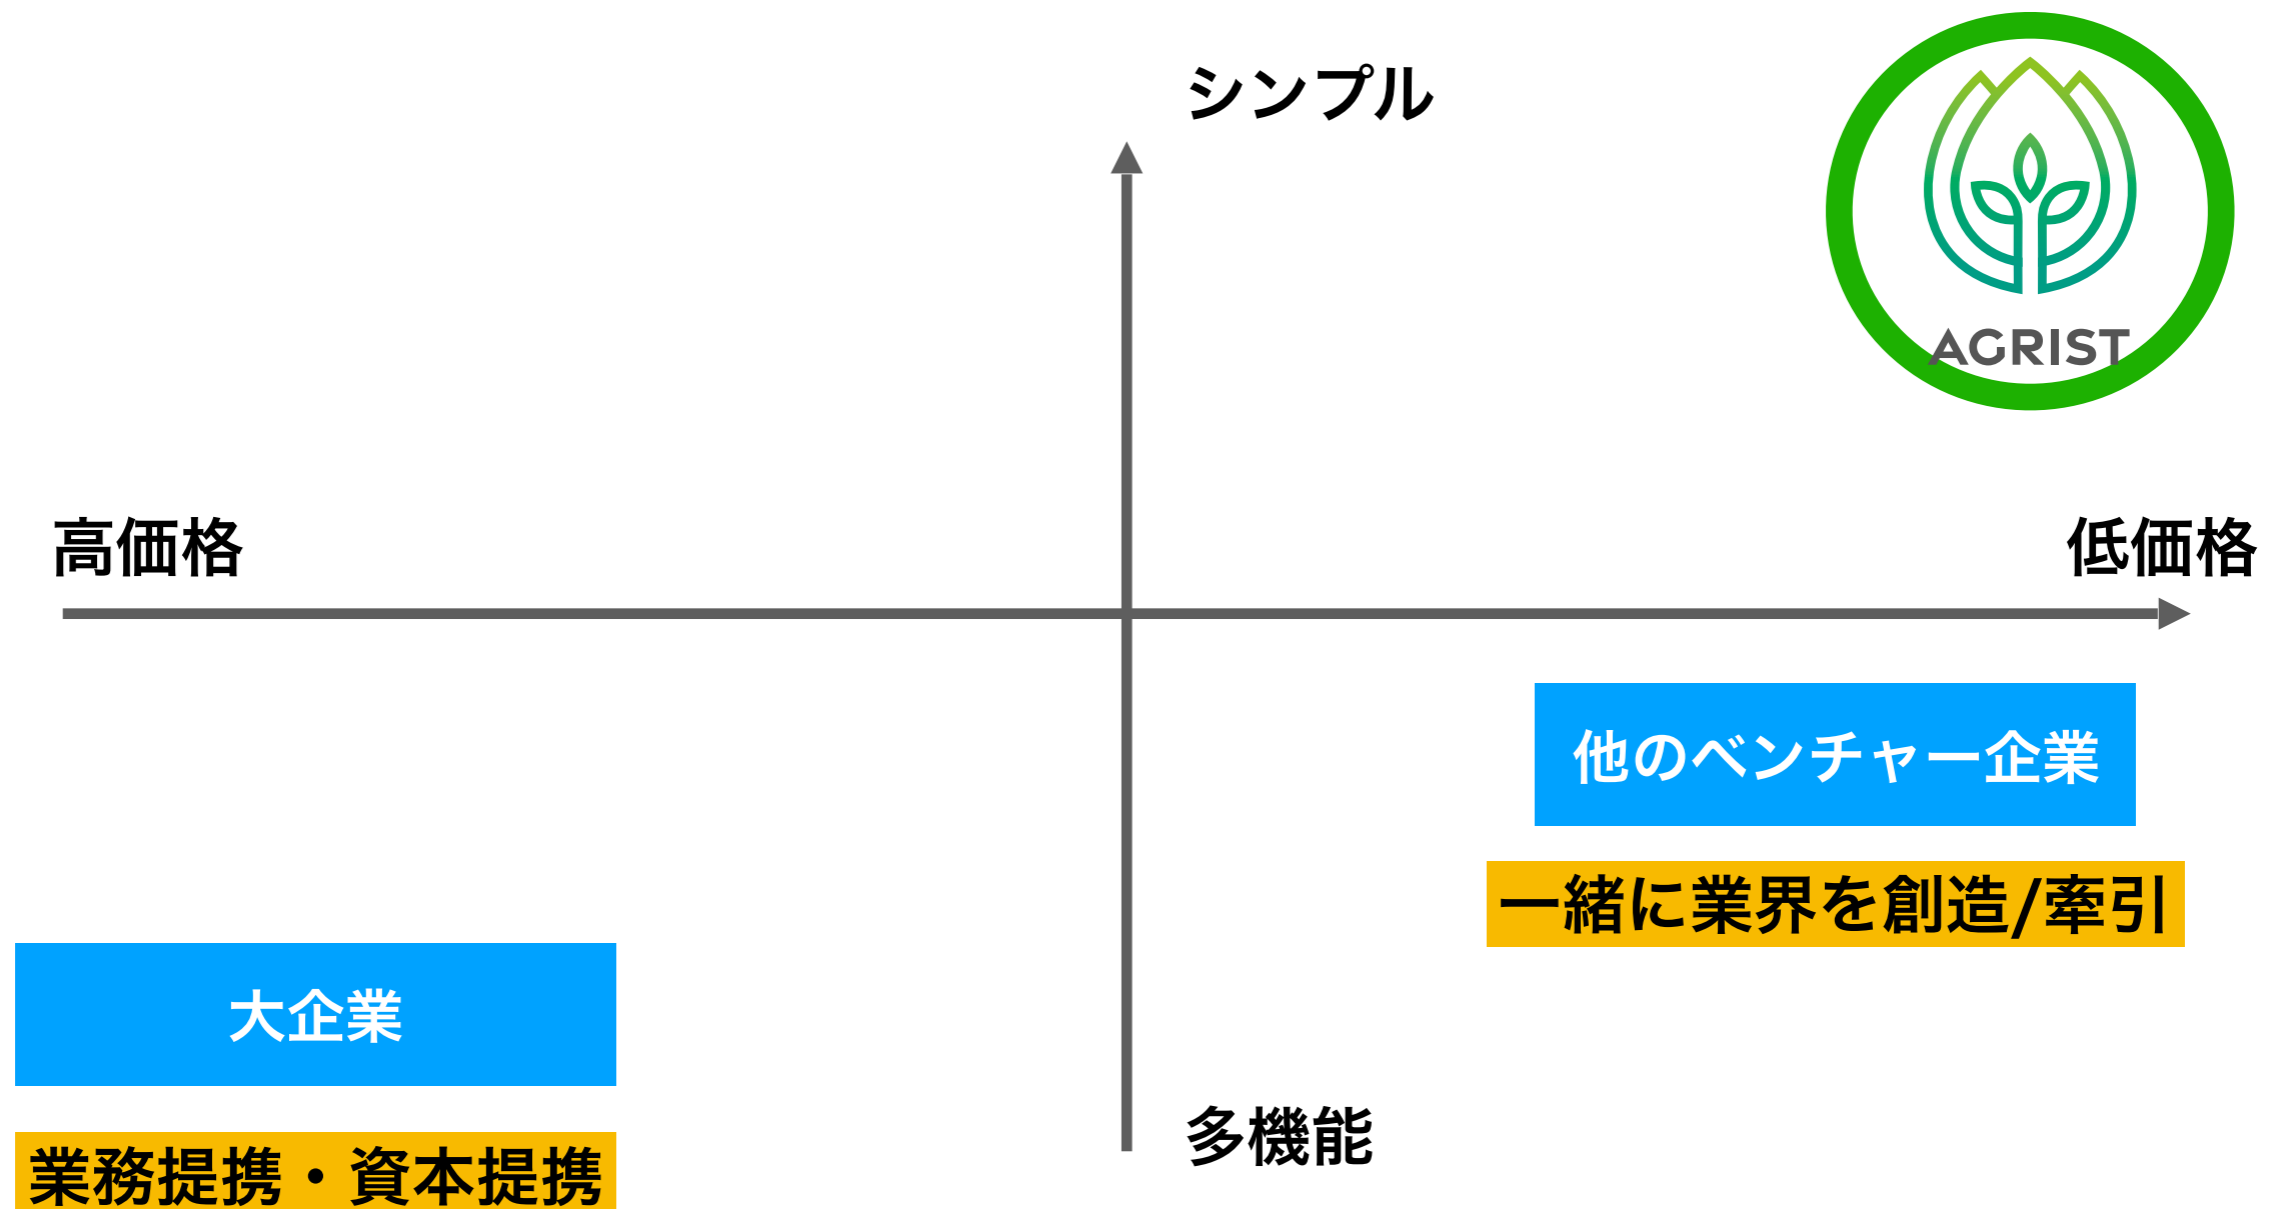 シンプル
AGRIST
高価格
低価格
他のベンチャー企業
一緒に業界を創造/牽引
大企業
多機能
業務提携・資本提携